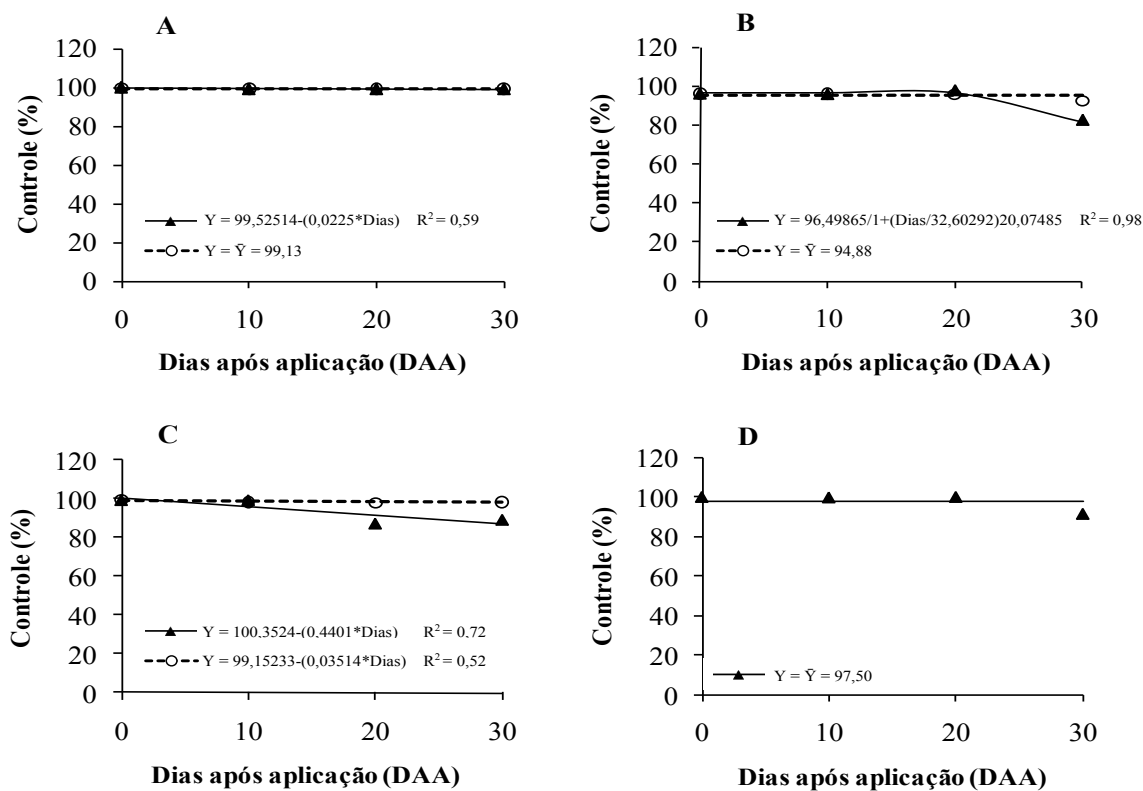 A
120
100
80
60
40
20
0
Controle (%)
Y = 99,52514-(0,0225*Dias) R² = 0,59
Y = Ȳ = 99,13
0 10 20 30
Dias após aplicação (DAA)
B
120
100
80
60
40
20
0
Controle (%)
Y = 96,49865/1+(Dias/32,60292)20,07485 R² = 0,98
Y = Ȳ = 94,88
0 10 20 30
Dias após aplicação (DAA)
C
120
100
80
60
40
20
0
Controle (%)
Y = 100,3524-(0,4401*Dias) R² = 0,72
Y = 99,15233-(0,03514*Dias) R² = 0,52
0 10 20 30
Dias após aplicação (DAA)
D
120
100
80
60
40
20
0
Controle (%)
Y = Ȳ = 97,50
0 10 20 30
Dias após aplicação (DAA)